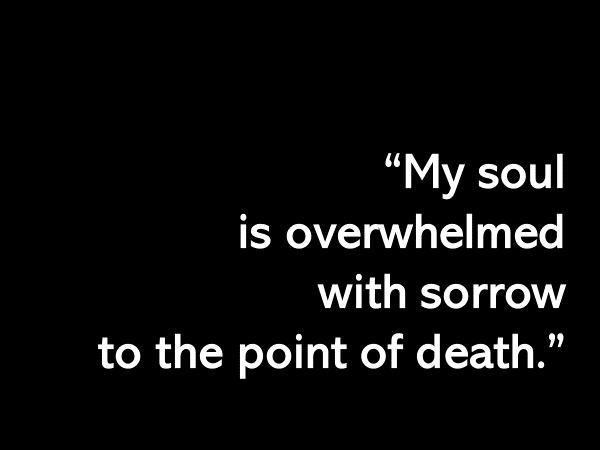 “My soul
is overwhelmed
with sorrow
to the point of death.”